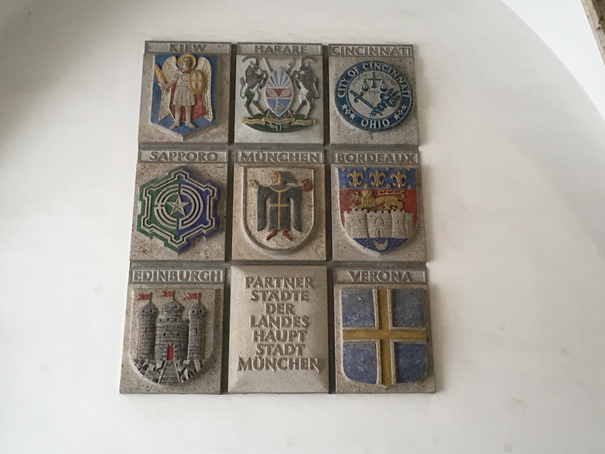 KIEW
HARARE
CINCINNATI
CITY OF CINCINNATI
OHIO
SAPPORO
MÜNCHEN
BORDEAUX
EDINBURGH
PARTNER
STÄDTE
DER
LANDES
HAUPT
STADT
MÜNCHEN
VERONA